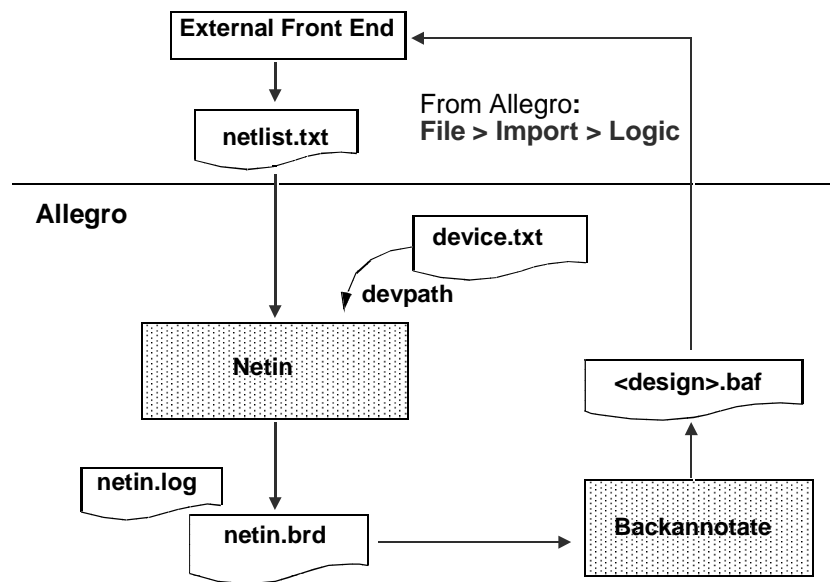 External Front End
netlist.txt
From Allegro:
File > Import > Logic
Allegro
device.txt
devpath
Netin
<design>.baf
netin.log
netin.brd
Backannotate